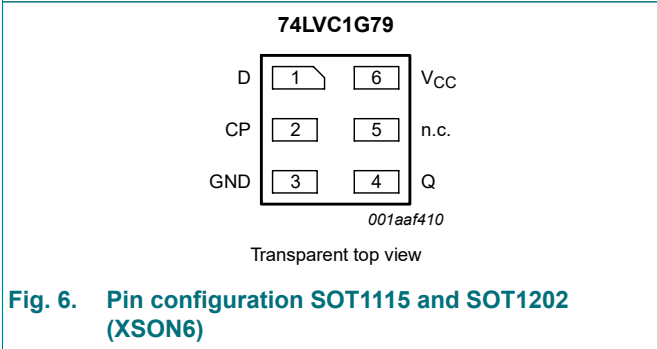 74LVC1G79
D 1 6 VCC
CP 2 5 n.c.
GND 3 4 Q
001aaf410
Transparent top view
Fig. 6. Pin configuration SOT1115 and SOT1202
(XSON6)